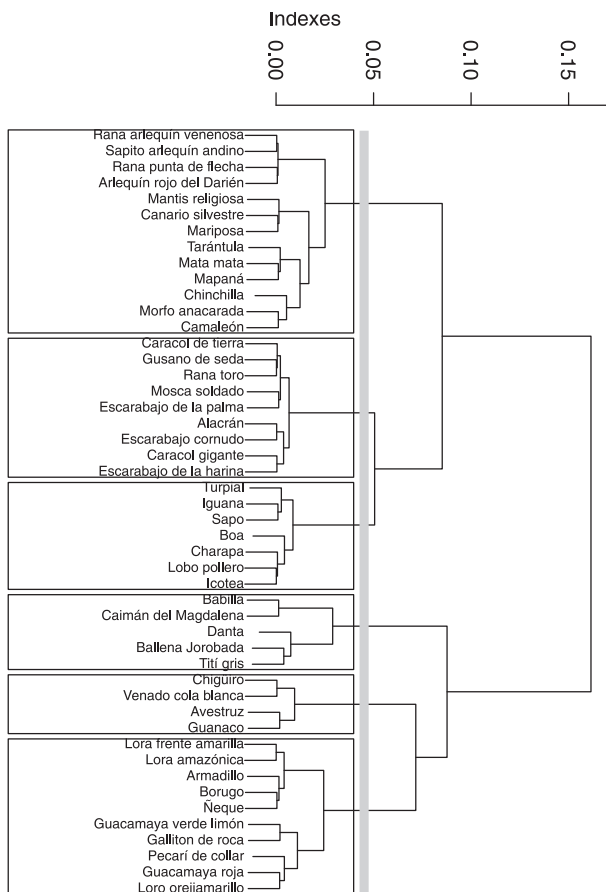 Indexes
0.00
0.05
0.10
0.15
Rana arlequín venenosa
Sapito arlequín andino
Rana punta de flecha
Arlequín rojo del Darién
Mantis religiosa
Canario silvestre
Mariposa
Tarántula
Mata mata
Mapaná
Chinchilla
Morfo anacarada
Camaleón
Caracol de tierra
Gusano de seda
Rana toro
Mosca soldado
Escarabajo de la palma
Alacrán
Escarabajo cornudo
Caracol gigante
Escarabajo de la harina
Turpial
Iguana
Sapo
Boa
Charapa
Lobo pollero
Icotea
Babilla
Caimán del Magdalena
Danta
Ballena Jorobada
Tití gris
Chigüiro
Venado cola blanca
Avestruz
Guanaco
Lora frente amarilla
Lora amazónica
Armadillo
Borugo
Ñeque
Guacamaya verde limón
Galliton de roca
Pecarí de collar
Guacamaya roja
Loro orejiamarillo